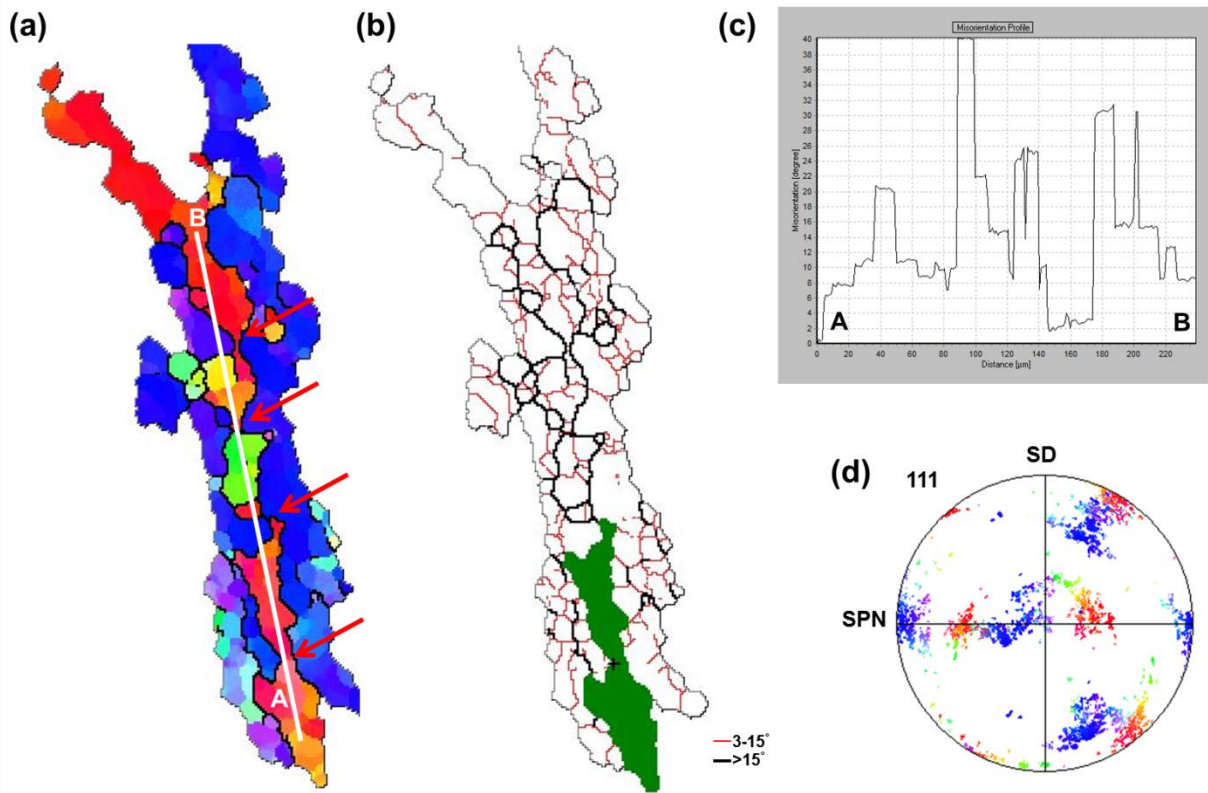 (a)
B
A
(b)
3-15°
>15°
(c)
Misorientation Profile
Misorientation [degree]
40
38
36
34
32
30
28
26
24
22
20
18
16
14
12
10
8
6
4
2
0
A
B
0 20 40 60 80 100 120 140 160 180 200 220
Distance [µm]
(d)
111
SD
SPN